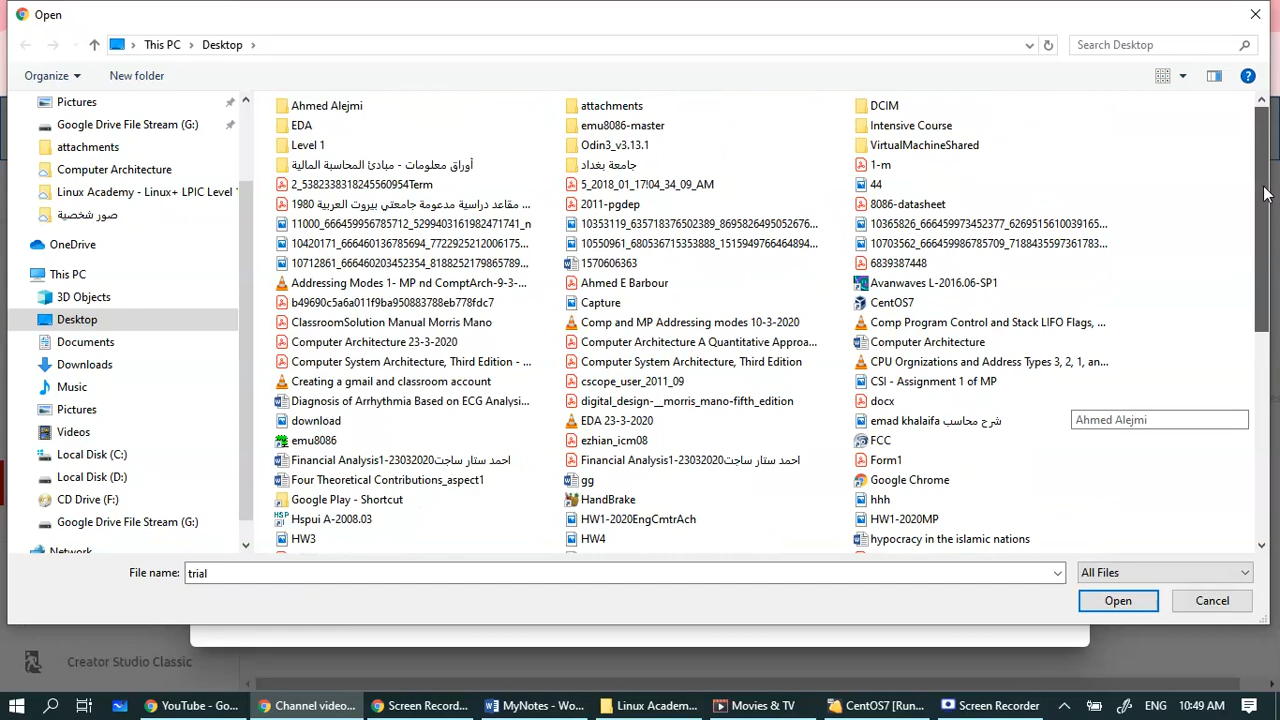 Open
This PC
Desktop
Search Desktop
Organize
New folder
Pictures
Google Drive File Stream (G:)
attachments
Computer Architecture
Linux Academy - Linux+ LPIC Level 1
صور شخصية
OneDrive
This PC
3D Objects
Desktop
Documents
Downloads
Music
Pictures
Videos
Local Disk (C:)
Local Disk (D:)
CD Drive (F:)
Google Drive File Stream (G:)
Network
Ahmed Alejmi
attachments
DCIM
EDA
emu8086-master
Intensive Course
Level 1
Odin3_v3.13.1
VirtualMachineShared
أوراق معلومات - مبادئ المحاسبية المالية
جامعة بغداد
1-m
2_5382338318245560954Term
5_2018_01_17!04_34_09_AM
44
مقاعد دراسية مدعومة جامعتي بيروت العربية 1980...
2011-pgdep
8086-datasheet
11000_666459956785712_5299403161982471741_n
10353119_635718376502389_8695826495052676...
10365826_666459973452377_6269515610039165...
10420171_666460136785694_7722925212006175...
10550961_680536715353888_1515949766464894...
10703562_666459986785709_7188435597361783...
10712861_666460203452354_8188252179865789...
1570606363
6839387448
Addressing Modes 1- MP nd ComptArch-9-3-...
Ahmed E Barbour
Avanwaves L-2016.06-SP1
b49690c5a6a011f9ba950883788eb778fdc7
Capture
CentOS7
ClassroomSolution Manual Morris Mano
Comp and MP Addressing modes 10-3-2020
Comp Program Control and Stack LIFO Flags, ...
Computer Architecture 23-3-2020
Computer Architecture A Quantitative Approa...
Computer Architecture
Computer System Architecture, Third Edition - ...
Computer System Architecture, Third Edition
CPU Orgnizations and Address Types 3, 2, 1, an...
Creating a gmail and classroom account
cscope_user_2011_09
CSI - Assignment 1 of MP
Diagnosis of Arrhythmia Based on ECG Analysi...
digital_design-__morris_mano-fifth_edition
docx
download
EDA 23-3-2020
emad khalaifa شرح محاسب
Ahmed Alejmi
emu8086
ezhian_icm08
FCC
Financial Analysis1-23032020احمد ستار ساجت
Financial Analysis1-23032020احمد ستار ساجت
Form1
Four Theoretical Contributions_aspect1
gg
Google Chrome
Google Play - Shortcut
HandBrake
hhh
Hspui A-2008.03
HW1-2020EngCmtrAch
HW1-2020MP
HW3
HW4
hypocracy in the islamic nations
File name:
trial
All Files
Open
Cancel
Creator Studio Classic
YouTube - Go...
Channel video...
Screen Record...
MyNotes – Wo...
Linux Academ...
Movies & TV
CentOS7 [Run...
Screen Recorder
ENG
10:49 AM